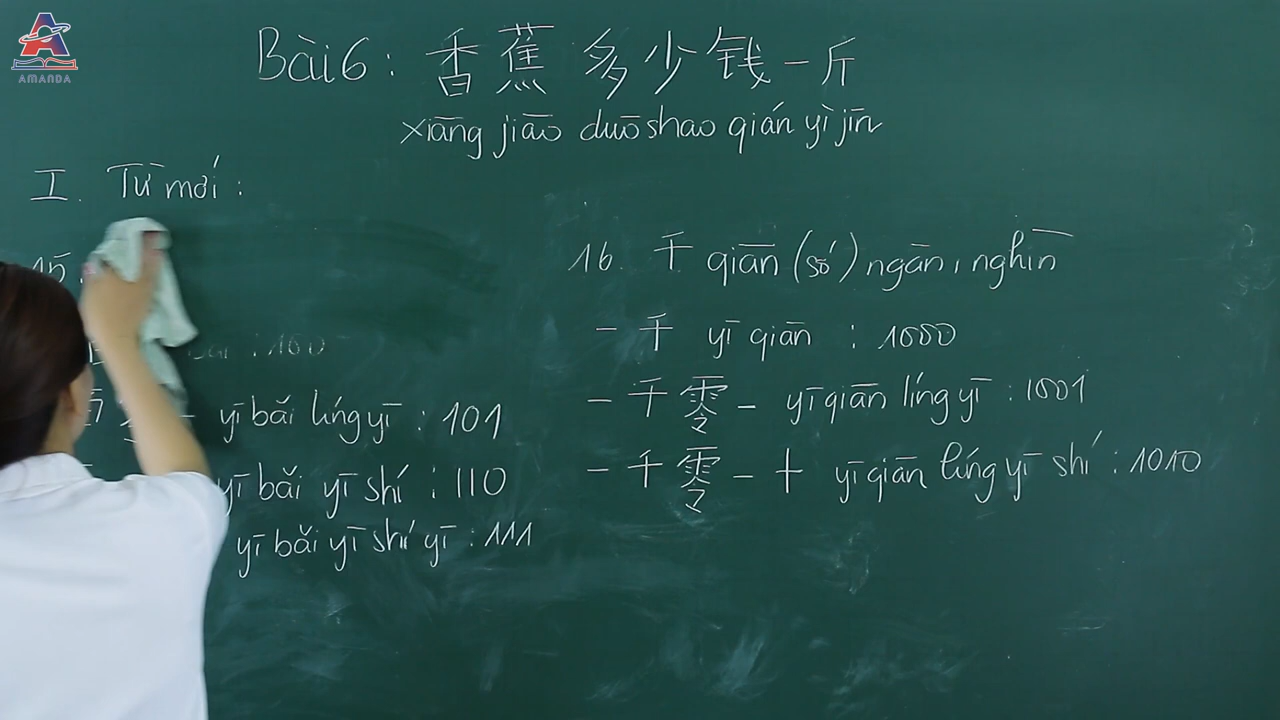 AMANDA
Bài 6: 香蕉多少钱一斤
xiāng jiāo duōshao qián yì jīn
I. Từ mới:
15.
: 100
yī bǎi líng yī : 101
yī bǎi yī shí : 110
yī bǎi yī shí yī : 111
16. 千 qiān (số) ngàn, nghìn
一千 yī qiān : 1000
一千零一 yī qiān líng yī : 1001
一千零一十 yī qiān líng yī shí : 1010